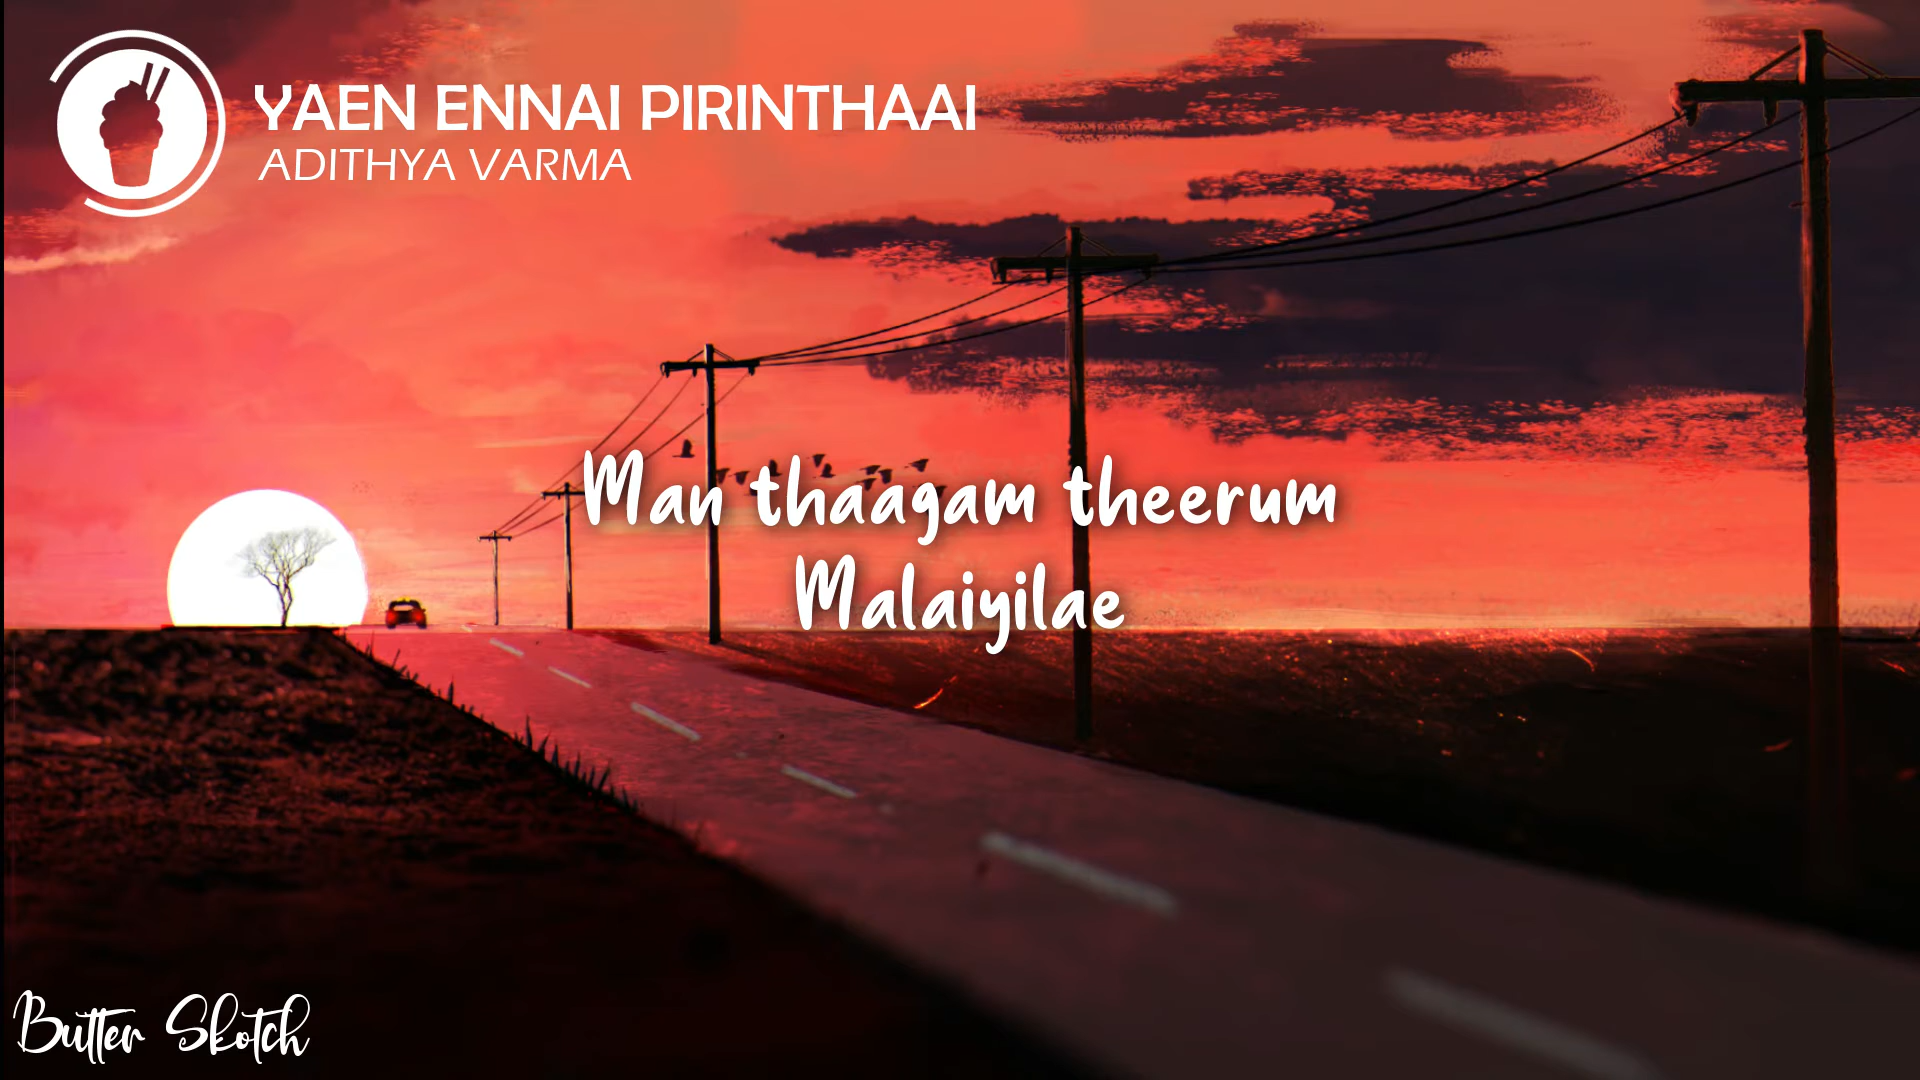 YAEN ENNAI PIRINTHAAI
ADITHYA VARMA
Man thaagam theerum
Malaiyilae
Butter Skotch